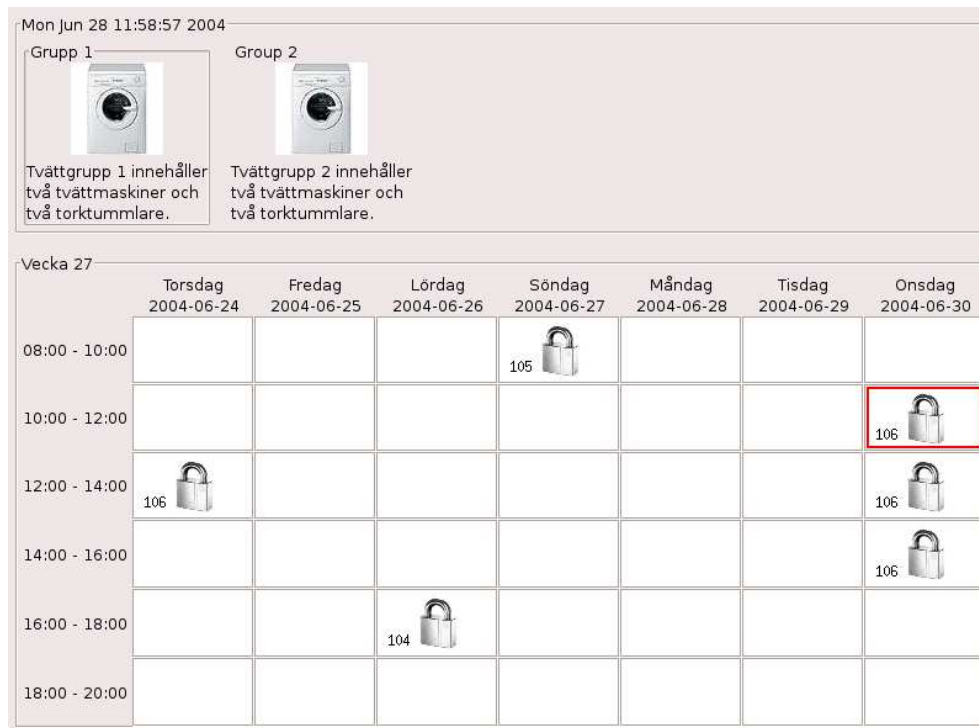 Mon Jun 28 11:58:57 2004
Grupp 1
Group 2
Tvättgrupp 1 innehåller
två tvättmaskiner och
två torktummlare.
Tvättgrupp 2 innehåller
två tvättmaskiner och
två torktummlare.
Vecka 27
Torsdag Fredag Lördag Söndag Måndag Tisdag Onsdag
2004-06-24 2004-06-25 2004-06-26 2004-06-27 2004-06-28 2004-06-29 2004-06-30
08:00 - 10:00 105
10:00 - 12:00 106
12:00 - 14:00 106 106
14:00 - 16:00 106
16:00 - 18:00 104
18:00 - 20:00